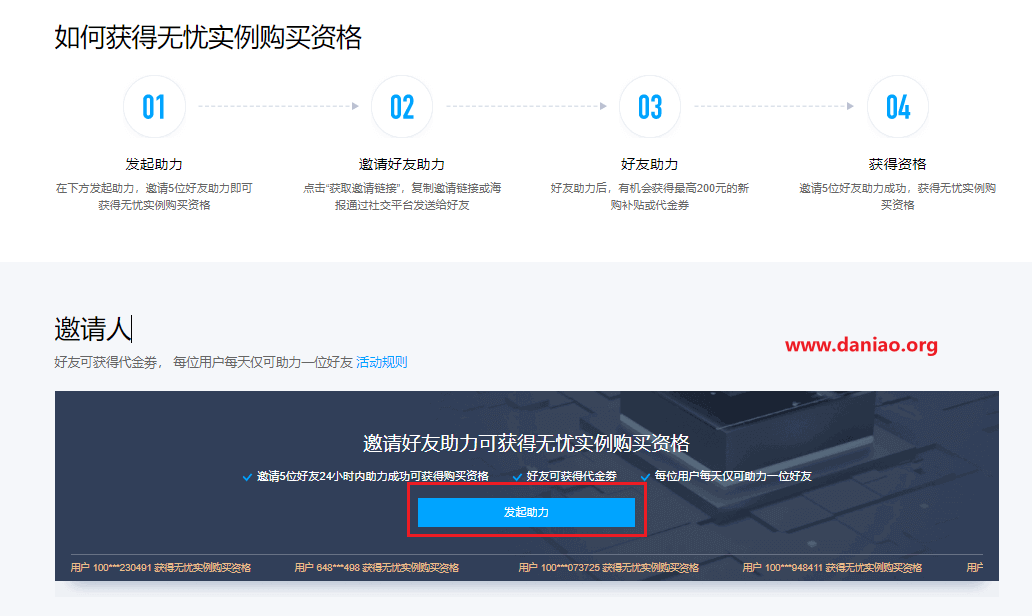 如何获得无忧实例购买资格
01
02
03
04
发起助力
邀请好友助力
好友助力
获得资格
在下方发起助力，邀请5位好友助力即可
获得无忧实例购买资格
点击“获取邀请链接”，复制邀请链接或海
报通过社交平台发送给好友
好友助力后，有机会获得最高200元的新
购补贴或代金券
邀请5位好友助力成功，获得无忧实例购
买资格
邀请人
好友可获得代金券， 每位用户每天仅可助力一位好友 活动规则
www.daniao.org
邀请好友助力可获得无忧实例购买资格
邀请5位好友24小时内助力成功可获得购买资格
好友可获得代金券
每位用户每天仅可助力一位好友
发起助力
用户 100***230491 获得无忧实例购买资格
用户 648***498 获得无忧实例购买资格
用户 100***073725 获得无忧实例购买资格
用户 100***948411 获得无忧实例购买资格
用户